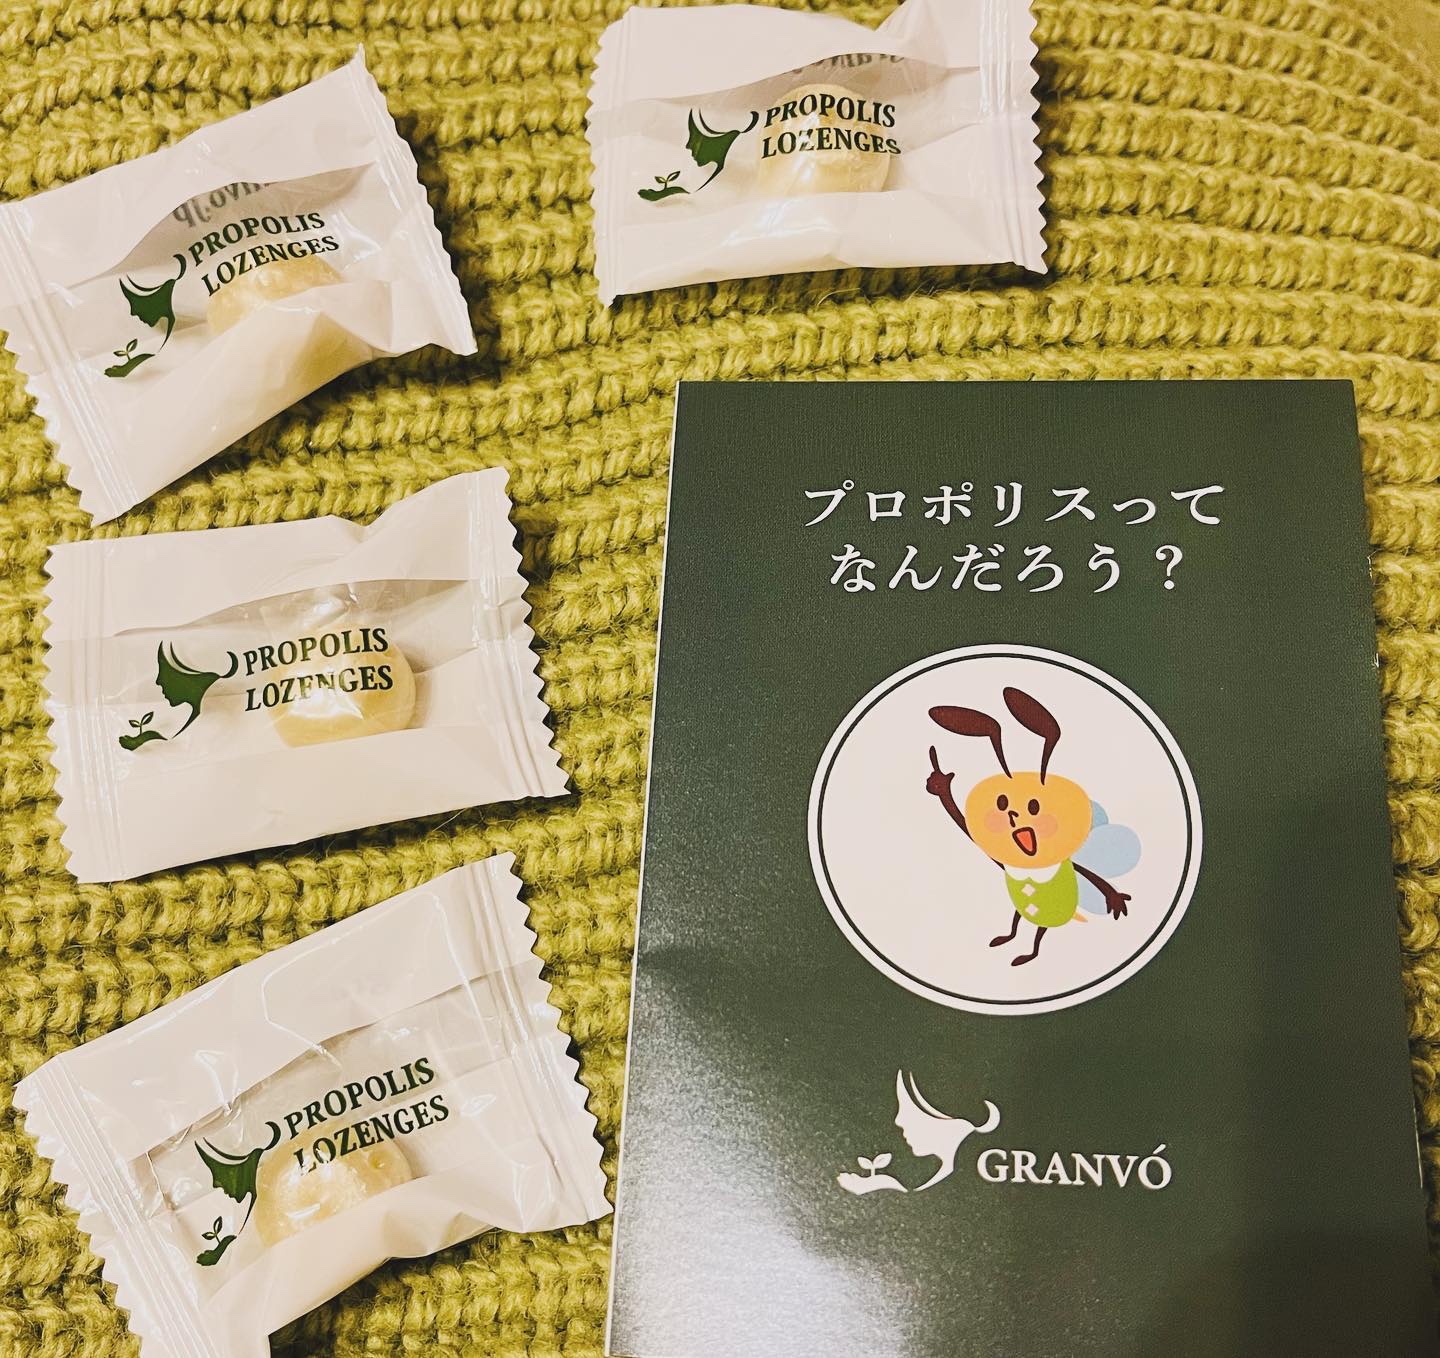 PROPOLIS
LOZENGES
PROPOLIS
LOZENGES
PROPOLIS
LOZENGES
PROPOLIS
LOZENGES
プロポリスって
なんだろう？
GRANVÓ